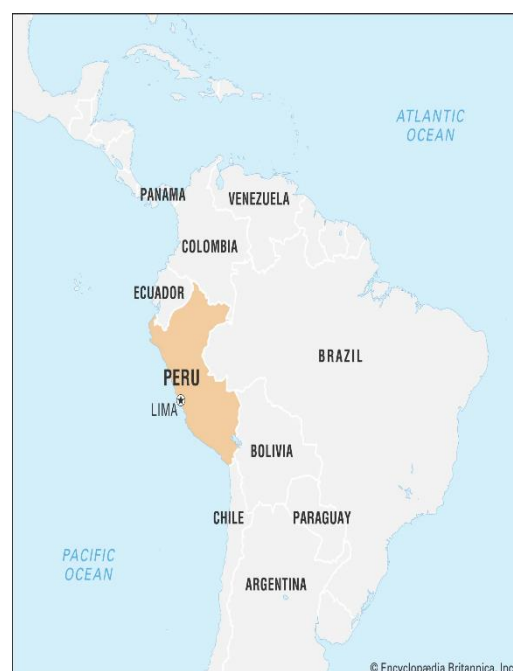 ATLANTIC
OCEAN
PANAMA
VENEZUELA
COLOMBIA
ECUADOR
BRAZIL
PERU
LIMA
BOLIVIA
CHILE
PARAGUAY
PACIFIC
OCEAN
ARGENTINA
© Encyclopædia Britannica, Inc